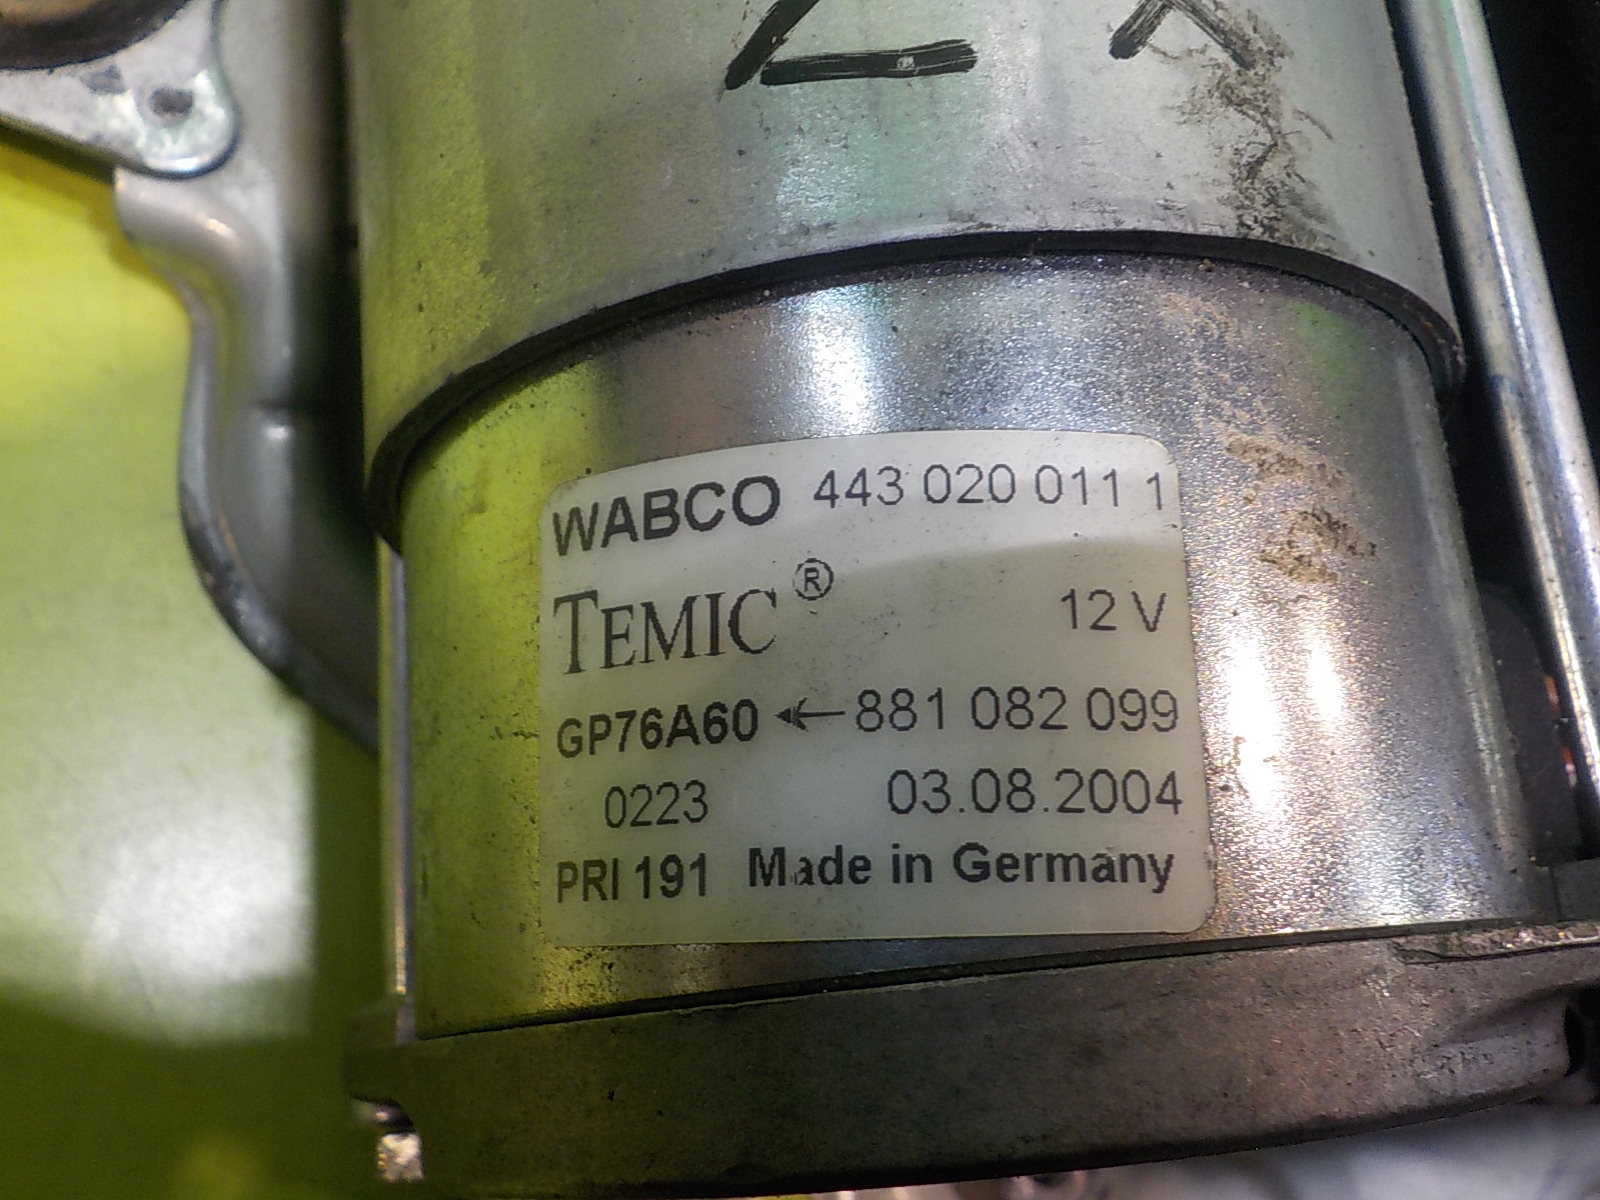 WABCO 443 020 011 1
TEMIC ® 12 V
GP76A60 ← 881 082 099
0223 03.08.2004
PRI 191 Made in Germany